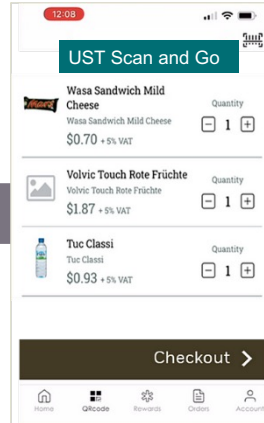 12:08
UST Scan and Go
Wasa Sandwich Mild
Cheese
Quantity
Wasa Sandwich Mild Cheese
$0.70 + 5% VAT
1
Volvic Touch Rote Früchte
Quantity
Volvic Touch Rote Früchte
$1.87 + 5% VAT
1
Tuc Classi
Quantity
Tuc Classi
$0.93 + 5% VAT
1
Checkout
Home
QRcode
Rewards
Orders
Account